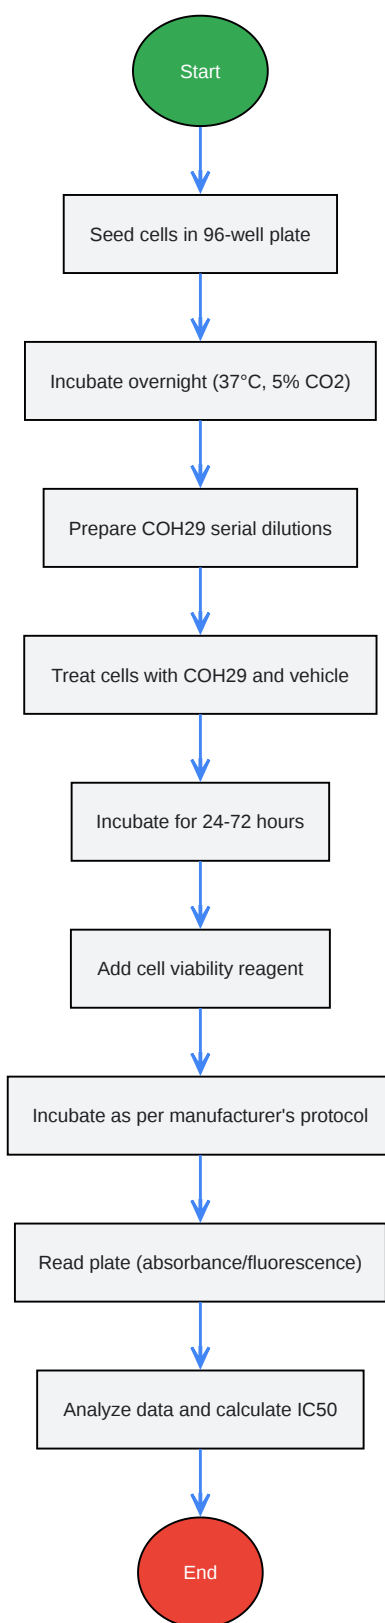 Start
Seed cells in 96-well plate
Incubate overnight (37°C, 5% CO2)
Prepare COH29 serial dilutions
Treat cells with COH29 and vehicle
Incubate for 24-72 hours
Add cell viability reagent
Incubate as per manufacturer's protocol
Read plate (absorbance/fluorescence)
Analyze data and calculate IC50
End